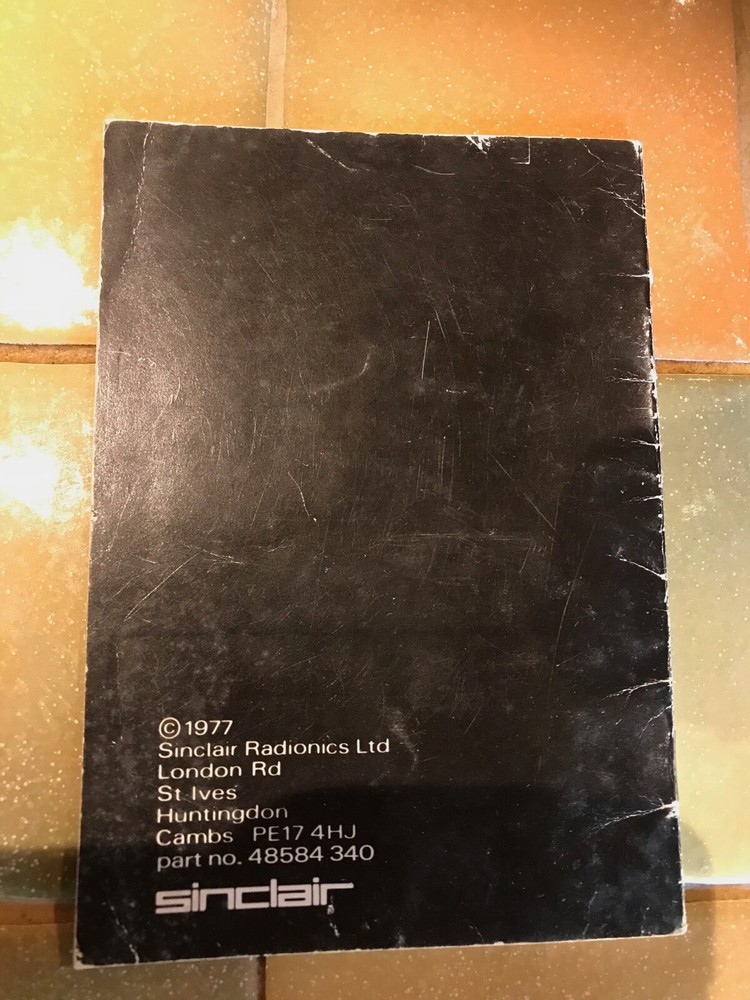 ©1977
Sinclair Radionics Ltd
London Rd
St Ives
Huntingdon
Cambs PE17 4HJ
part no. 48584 340
sinclair